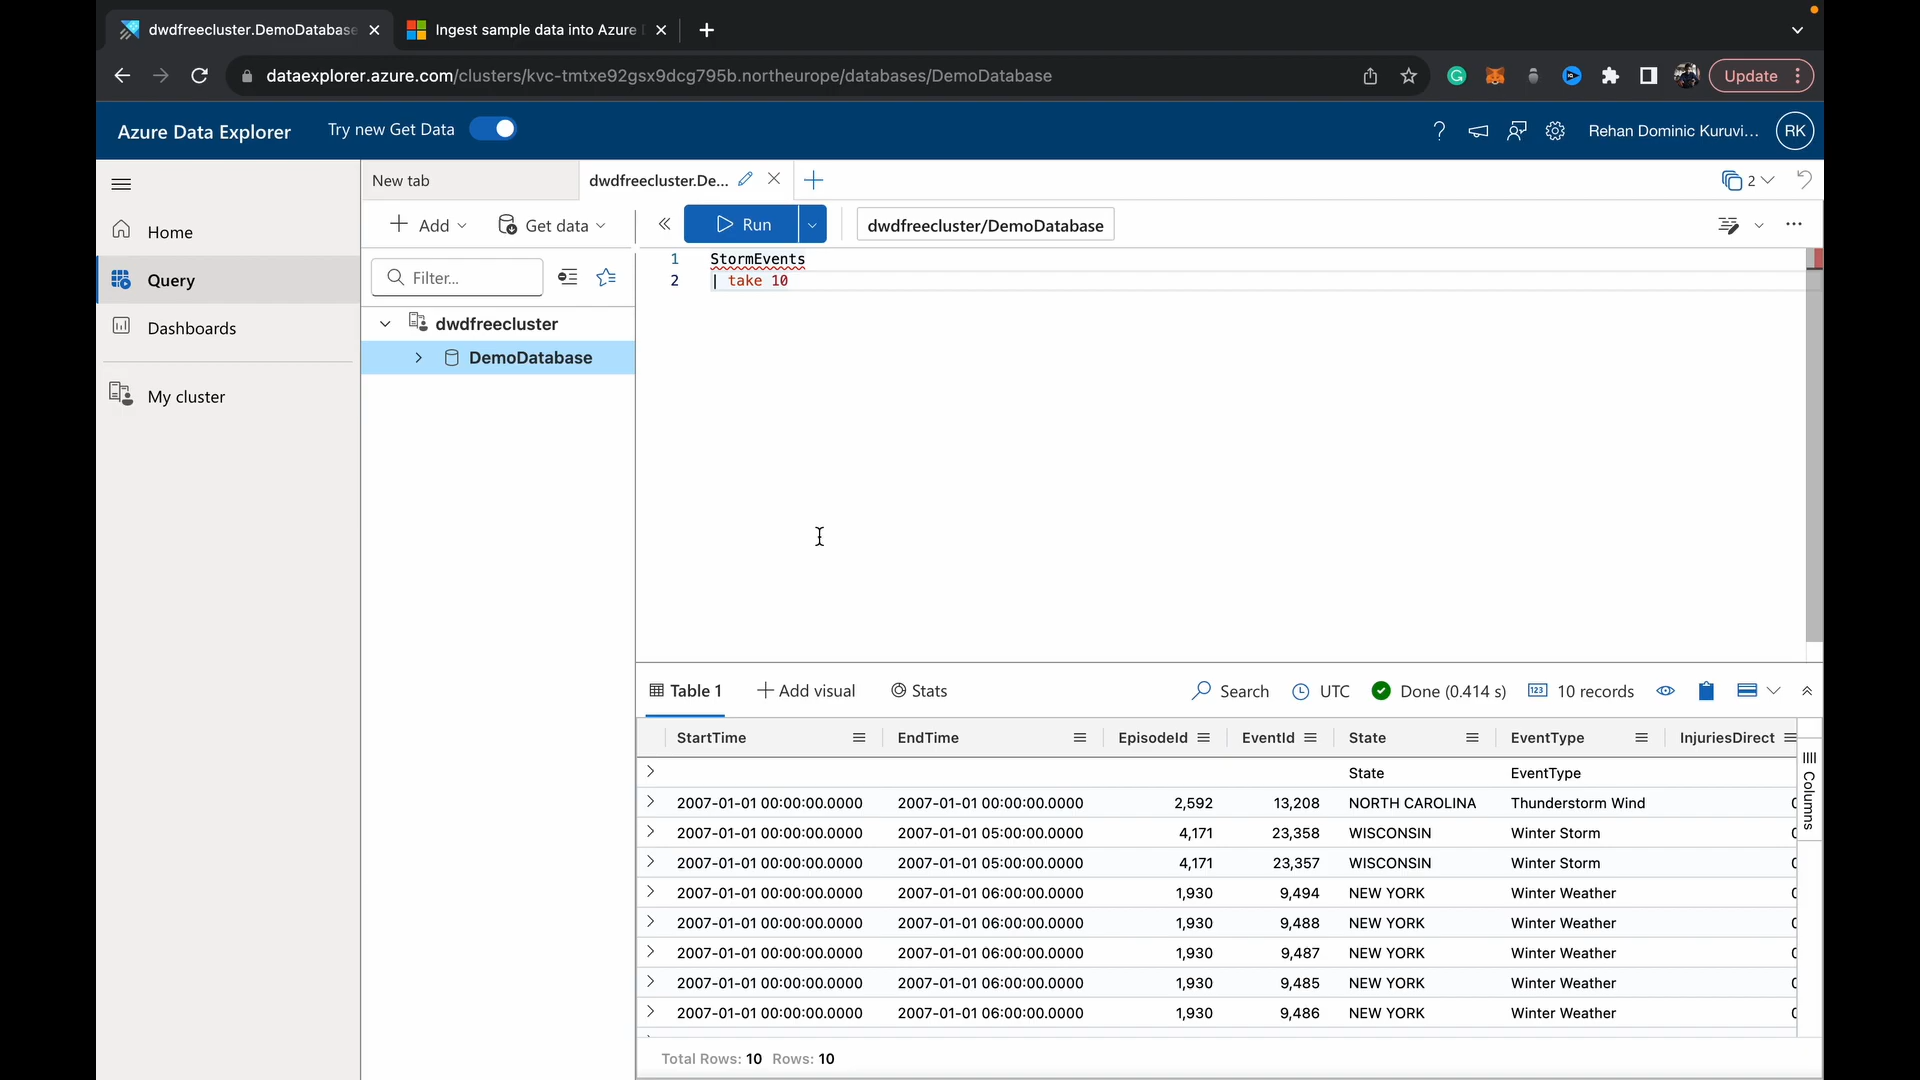 dwdfreecluster.DemoDatabase
Ingest sample data into Azure
dataexplorer.azure.com/clusters/kvc-tmtxe92gsx9dcg795b.northeurope/databases/DemoDatabase
Update
Azure Data Explorer
Try new Get Data
Rehan Dominic Kuruvi...
RK
New tab
dwdfreecluster.De...
2
Home
Query
Dashboards
My cluster
Add
Get data
Run
dwdfreecluster/DemoDatabase
Filter...
dwdfreecluster
DemoDatabase
1 StormEvents
2 | take 10
Table 1
Add visual
Stats
Search
UTC
Done (0.414 s)
123 10 records
StartTime EndTime EpisodeId EventId State EventType InjuriesDirect
State EventType
2007-01-01 00:00:00.0000 2007-01-01 00:00:00.0000 2,592 13,208 NORTH CAROLINA Thunderstorm Wind
2007-01-01 00:00:00.0000 2007-01-01 05:00:00.0000 4,171 23,358 WISCONSIN Winter Storm
2007-01-01 00:00:00.0000 2007-01-01 05:00:00.0000 4,171 23,357 WISCONSIN Winter Storm
2007-01-01 00:00:00.0000 2007-01-01 06:00:00.0000 1,930 9,494 NEW YORK Winter Weather
2007-01-01 00:00:00.0000 2007-01-01 06:00:00.0000 1,930 9,488 NEW YORK Winter Weather
2007-01-01 00:00:00.0000 2007-01-01 06:00:00.0000 1,930 9,487 NEW YORK Winter Weather
2007-01-01 00:00:00.0000 2007-01-01 06:00:00.0000 1,930 9,485 NEW YORK Winter Weather
2007-01-01 00:00:00.0000 2007-01-01 06:00:00.0000 1,930 9,486 NEW YORK Winter Weather
Columns
Total Rows: 10 Rows: 10